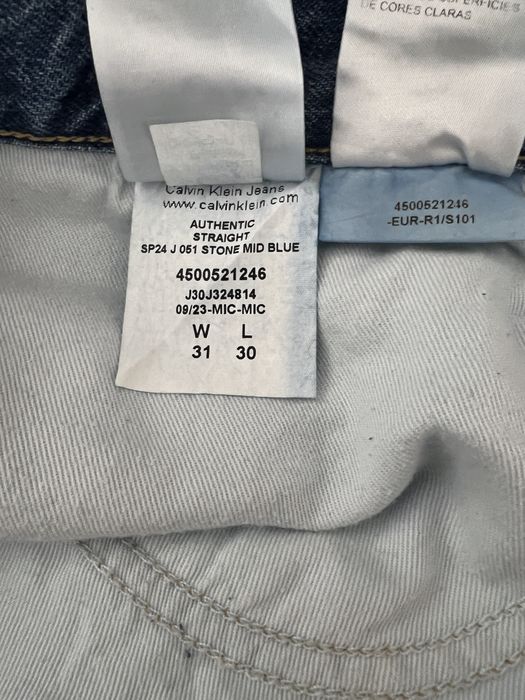 DE CORES CLARAS
Calvin Klein Jeans
www.calvinklein.com
AUTHENTIC
STRAIGHT
SP24 J 051 STONE MID BLUE
4500521246
J30J324814
09/23-MIC-MIC
W L
31 30
4500521246
-EUR-R1/S101